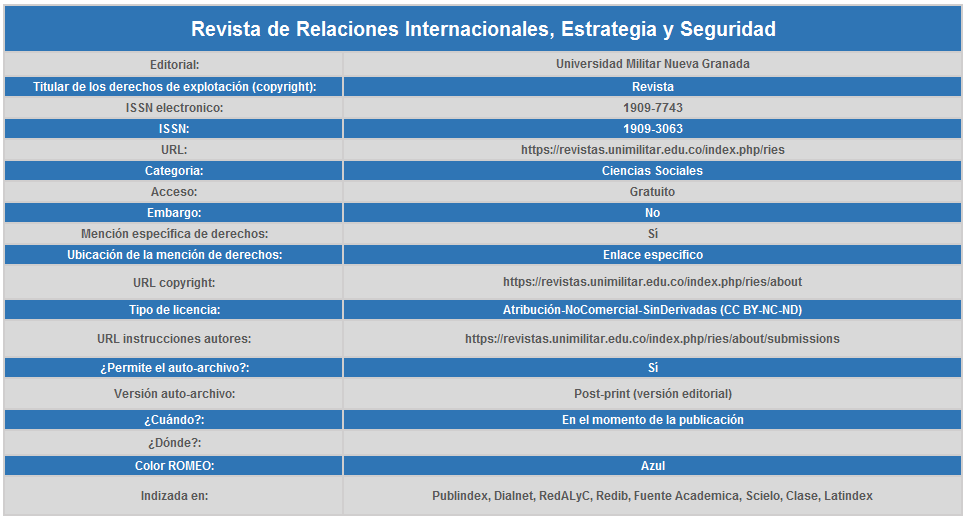 Revista de Relaciones Internacionales, Estrategia y Seguridad
Editorial: Universidad Militar Nueva Granada
Titular de los derechos de explotación (copyright): Revista
ISSN electronico: 1909-7743
ISSN: 1909-3063
URL: https://revistas.unimilitar.edu.co/index.php/ries
Categoria: Ciencias Sociales
Acceso: Gratuito
Embargo: No
Mención específica de derechos: Sí
Ubicación de la mención de derechos: Enlace especifico
URL copyright: https://revistas.unimilitar.edu.co/index.php/ries/about
Tipo de licencia: Atribución-NoComercial-SinDerivadas (CC BY-NC-ND)
URL instrucciones autores: https://revistas.unimilitar.edu.co/index.php/ries/about/submissions
¿Permite el auto-archivo?: Sí
Versión auto-archivo: Post-print (versión editorial)
¿Cuándo?: En el momento de la publicación
¿Dónde?:
Color ROMEO: Azul
Indizada en: Publindex, Dialnet, RedALyC, Redib, Fuente Academica, Scielo, Clase, Latindex